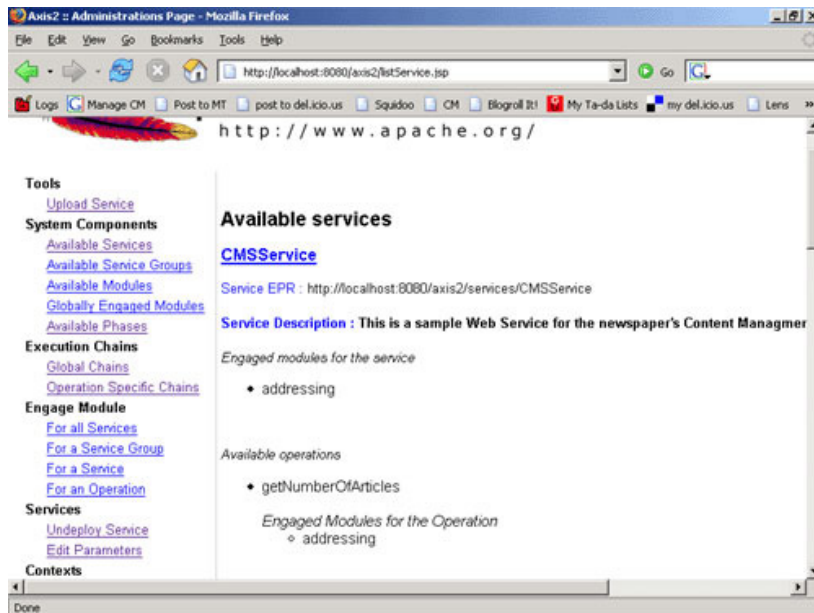 Axis2 :: Administrations Page - Mozilla Firefox
File Edit View Go Bookmarks Tools Help
http://localhost:8080/axis2/listService.jsp Go
Logs Manage CM Post to MT post to del.icio.us Squidoo CM Blogroll It! My Ta-da Lists my del.icio.us Lens »
http://www.apache.org/
Tools
Upload Service
System Components
Available Services
Available Service Groups
Available Modules
Globally Engaged Modules
Available Phases
Execution Chains
Global Chains
Operation Specific Chains
Engage Module
For all Services
For a Service Group
For a Service
For an Operation
Services
Undeploy Service
Edit Parameters
Contexts
Available services
CMSService
Service EPR : http://localhost:8080/axis2/services/CMSService
Service Description : This is a sample Web Service for the newspaper's Content Managmer
Engaged modules for the service
• addressing
Available operations
• getNumberOfArticles
Engaged Modules for the Operation
○ addressing
Done